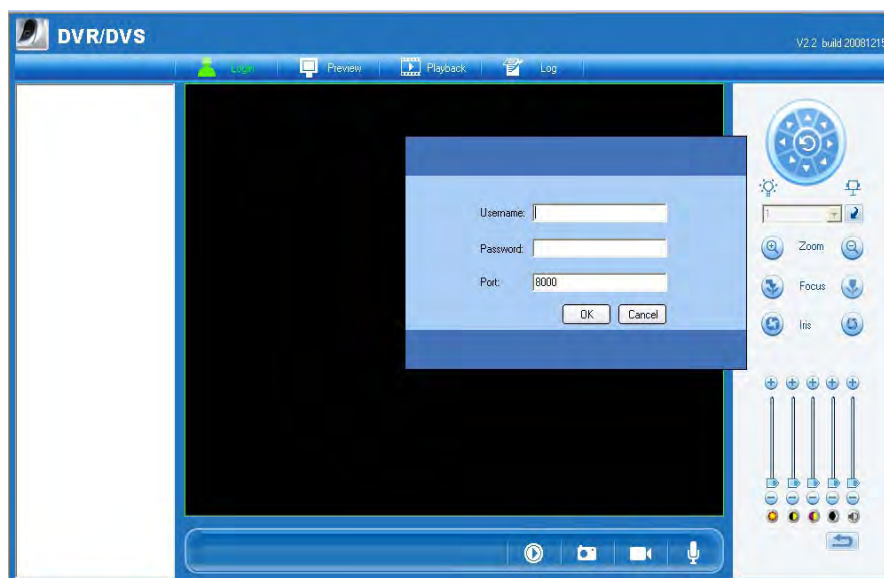 DVR/DVS
V2.2 build 20081215
Login Preview Playback Log
Username:
Password:
Port: 8000
OK Cancel
1
Zoom
Focus
Iris